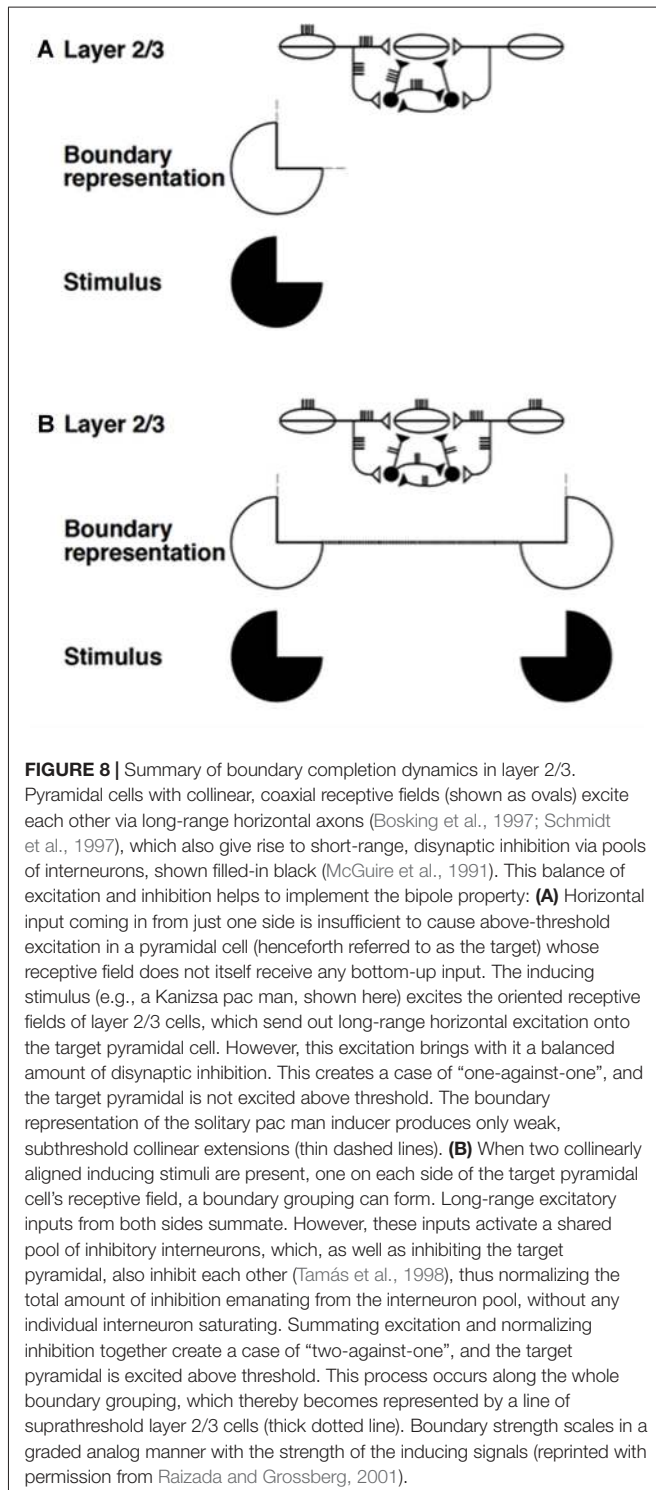 A Layer 2/3
Boundary
representation
Stimulus
B Layer 2/3
Boundary
representation
Stimulus
FIGURE 8 | Summary of boundary completion dynamics in layer 2/3.
Pyramidal cells with collinear, coaxial receptive fields (shown as ovals) excite
each other via long-range horizontal axons (Bosking et al., 1997; Schmidt
et al., 1997), which also give rise to short-range, disynaptic inhibition via pools
of interneurons, shown filled-in black (McGuire et al., 1991). This balance of
excitation and inhibition helps to implement the bipole property: (A) Horizontal
input coming in from just one side is insufficient to cause above-threshold
excitation in a pyramidal cell (henceforth referred to as the target) whose
receptive field does not itself receive any bottom-up input. The inducing
stimulus (e.g., a Kanizsa pac man, shown here) excites the oriented receptive
fields of layer 2/3 cells, which send out long-range horizontal excitation onto
the target pyramidal cell. However, this excitation brings with it a balanced
amount of disynaptic inhibition. This creates a case of “one-against-one”, and
the target pyramidal is not excited above threshold. The boundary
representation of the solitary pac man inducer produces only weak,
subthreshold collinear extensions (thin dashed lines). (B) When two collinearly
aligned inducing stimuli are present, one on each side of the target pyramidal
cell’s receptive field, a boundary grouping can form. Long-range excitatory
inputs from both sides summate. However, these inputs activate a shared
pool of inhibitory interneurons, which, as well as inhibiting the target
pyramidal, also inhibit each other (Tamás et al., 1998), thus normalizing the
total amount of inhibition emanating from the interneuron pool, without any
individual interneuron saturating. Summating excitation and normalizing
inhibition together create a case of “two-against-one”, and the target
pyramidal is excited above threshold. This process occurs along the whole
boundary grouping, which thereby becomes represented by a line of
suprathreshold layer 2/3 cells (thick dotted line). Boundary strength scales in a
graded analog manner with the strength of the inducing signals (reprinted with
permission from Raizada and Grossberg, 2001).